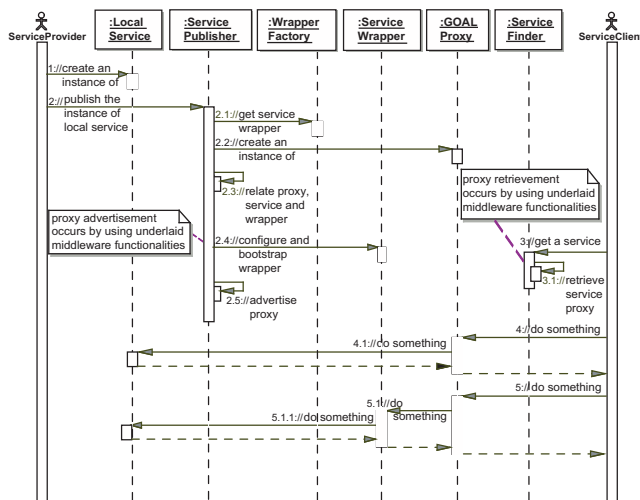 ServiceProvider
:Local
Service
:Service
Publisher
:Wrapper
Factory
:Service
Wrapper
:GOAL
Proxy
:Service
Finder
ServiceClien
1://create an
instance of
2://publish the
instance of
local service
2.1://get service
wrapper
2.2://create an
instance of
2.3://relate proxy,
service and
wrapper
proxy retrievement
occurs by using underlaid
middleware functionalities
proxy advertisement
occurs by using underlaid
middleware functionalities
2.4://configure and
bootstrap
wrapper
3://get a service
3.1://retrieve
service
proxy
2.5://advertise
proxy
4://do something
4.1://do something
5://do something
5.1://do
something
5.1.1://do something